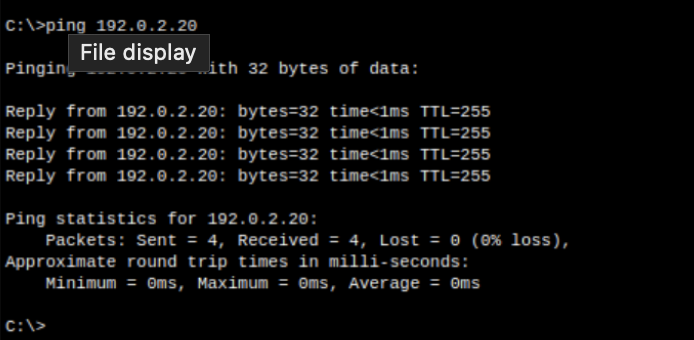 C:\>ping 192.0.2.20
File display
Pinging with 32 bytes of data:
Reply from 192.0.2.20: bytes=32 time<1ms TTL=255
Reply from 192.0.2.20: bytes=32 time<1ms TTL=255
Reply from 192.0.2.20: bytes=32 time<1ms TTL=255
Reply from 192.0.2.20: bytes=32 time<1ms TTL=255
Ping statistics for 192.0.2.20:
Packets: Sent = 4, Received = 4, Lost = 0 (0% loss),
Approximate round trip times in milli-seconds:
Minimum = 0ms, Maximum = 0ms, Average = 0ms
C:\>